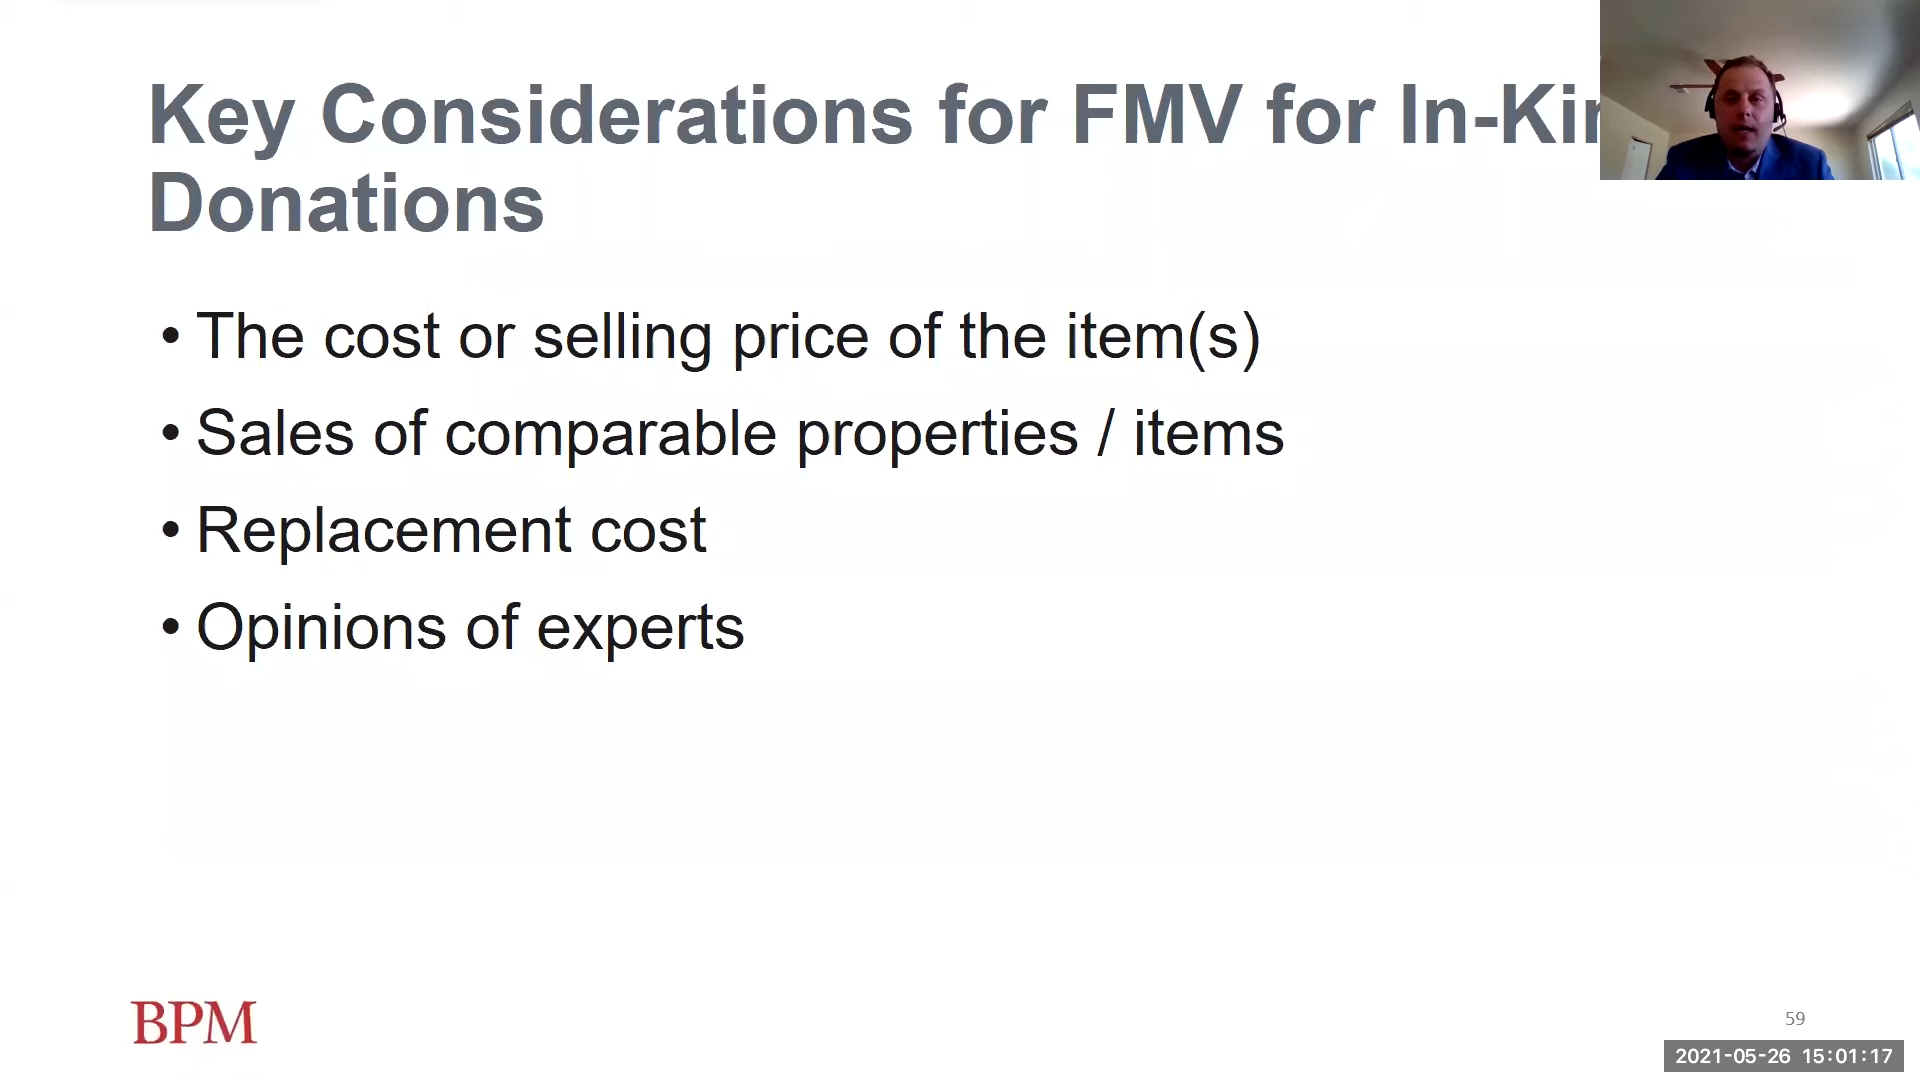 Key Considerations for FMV for In-Kin
Donations
• The cost or selling price of the item(s)
• Sales of comparable properties / items
• Replacement cost
• Opinions of experts
BPM
59
2021-05-26 15:01:17